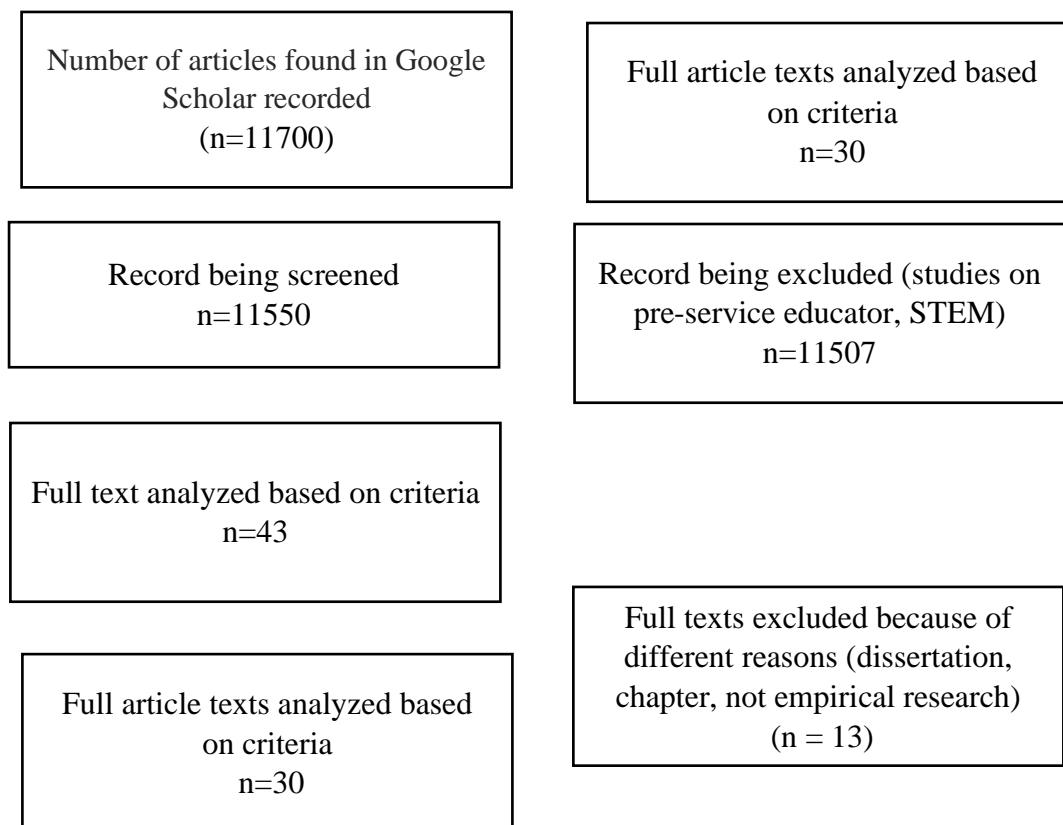 Number of articles found in Google
Scholar recorded
(n=11700)
Full article texts analyzed based
on criteria
n=30
Record being screened
n=11550
Record being excluded (studies on
pre-service educator, STEM)
n=11507
Full text analyzed based on criteria
n=43
Full texts excluded because of
different reasons (dissertation,
chapter, not empirical research)
(n = 13)
Full article texts analyzed based
on criteria
n=30